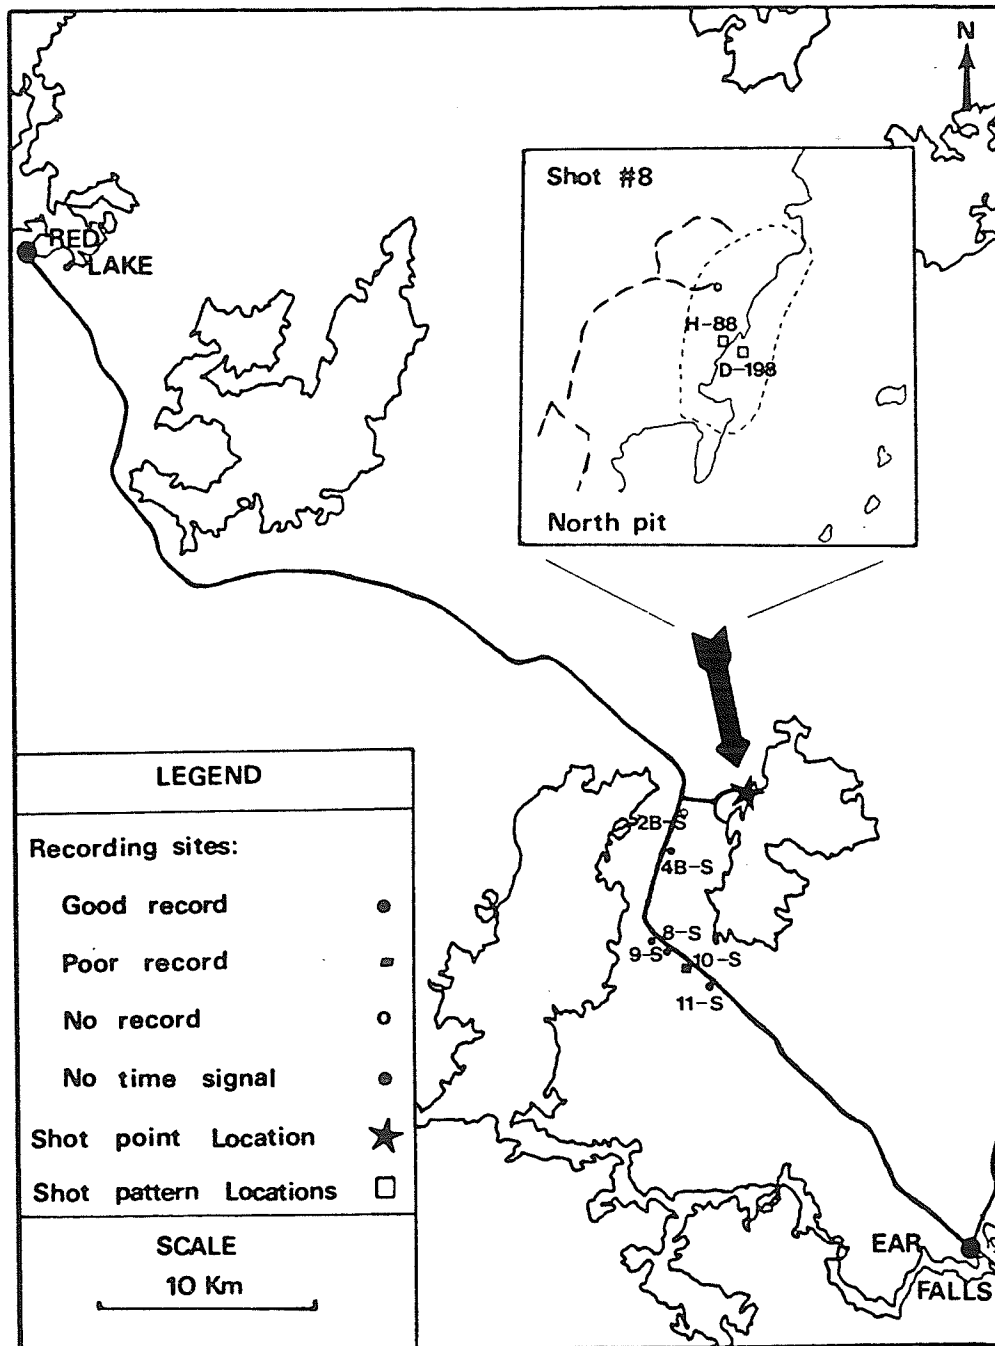 N
Shot #8
RED
LAKE
H-88
D-198
North pit
LEGEND
2B-S
Recording sites:
4B-S
Good record
8-S
Poor record
9-S
10-S
11-S
No record
No time signal
Shot point Location
Shot pattern Locations
SCALE
EAR
10 Km
FALLS